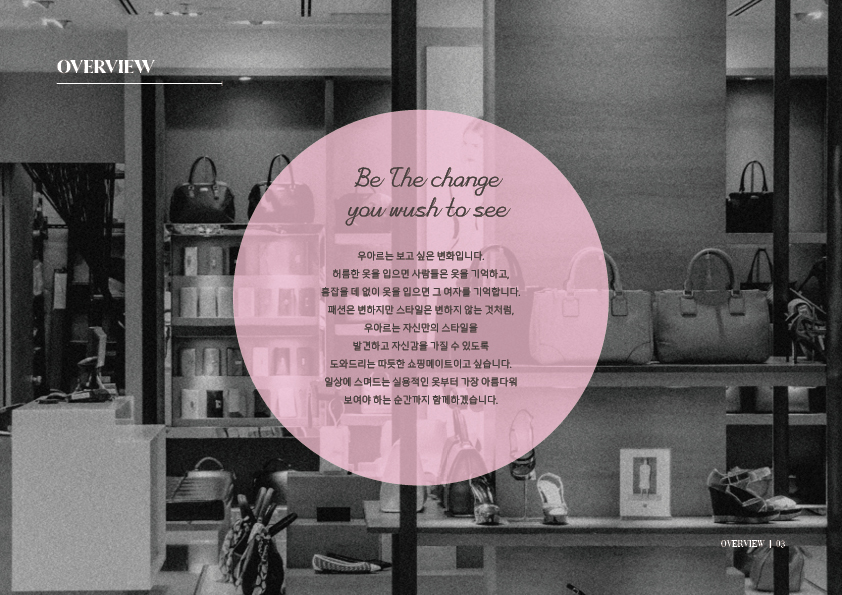 OVERVIEW
Be The change
you wush to see
우아르는 보고 싶은 변화입니다.
허름한 옷을 입으면 사람들은 옷을 기억하고,
흠잡을 데 없이 옷을 입으면 그 여자를 기억합니다.
패션은 변하지만 스타일은 변하지 않는 것처럼,
우아르는 자신만의 스타일을
발견하고 자신감을 가질 수 있도록
도와드리는 따듯한 쇼핑메이트이고 싶습니다.
일상에 스며드는 실용적인 옷부터 가장 아름다워
보여야 하는 순간까지 함께하겠습니다.
OVERVIEW | 03